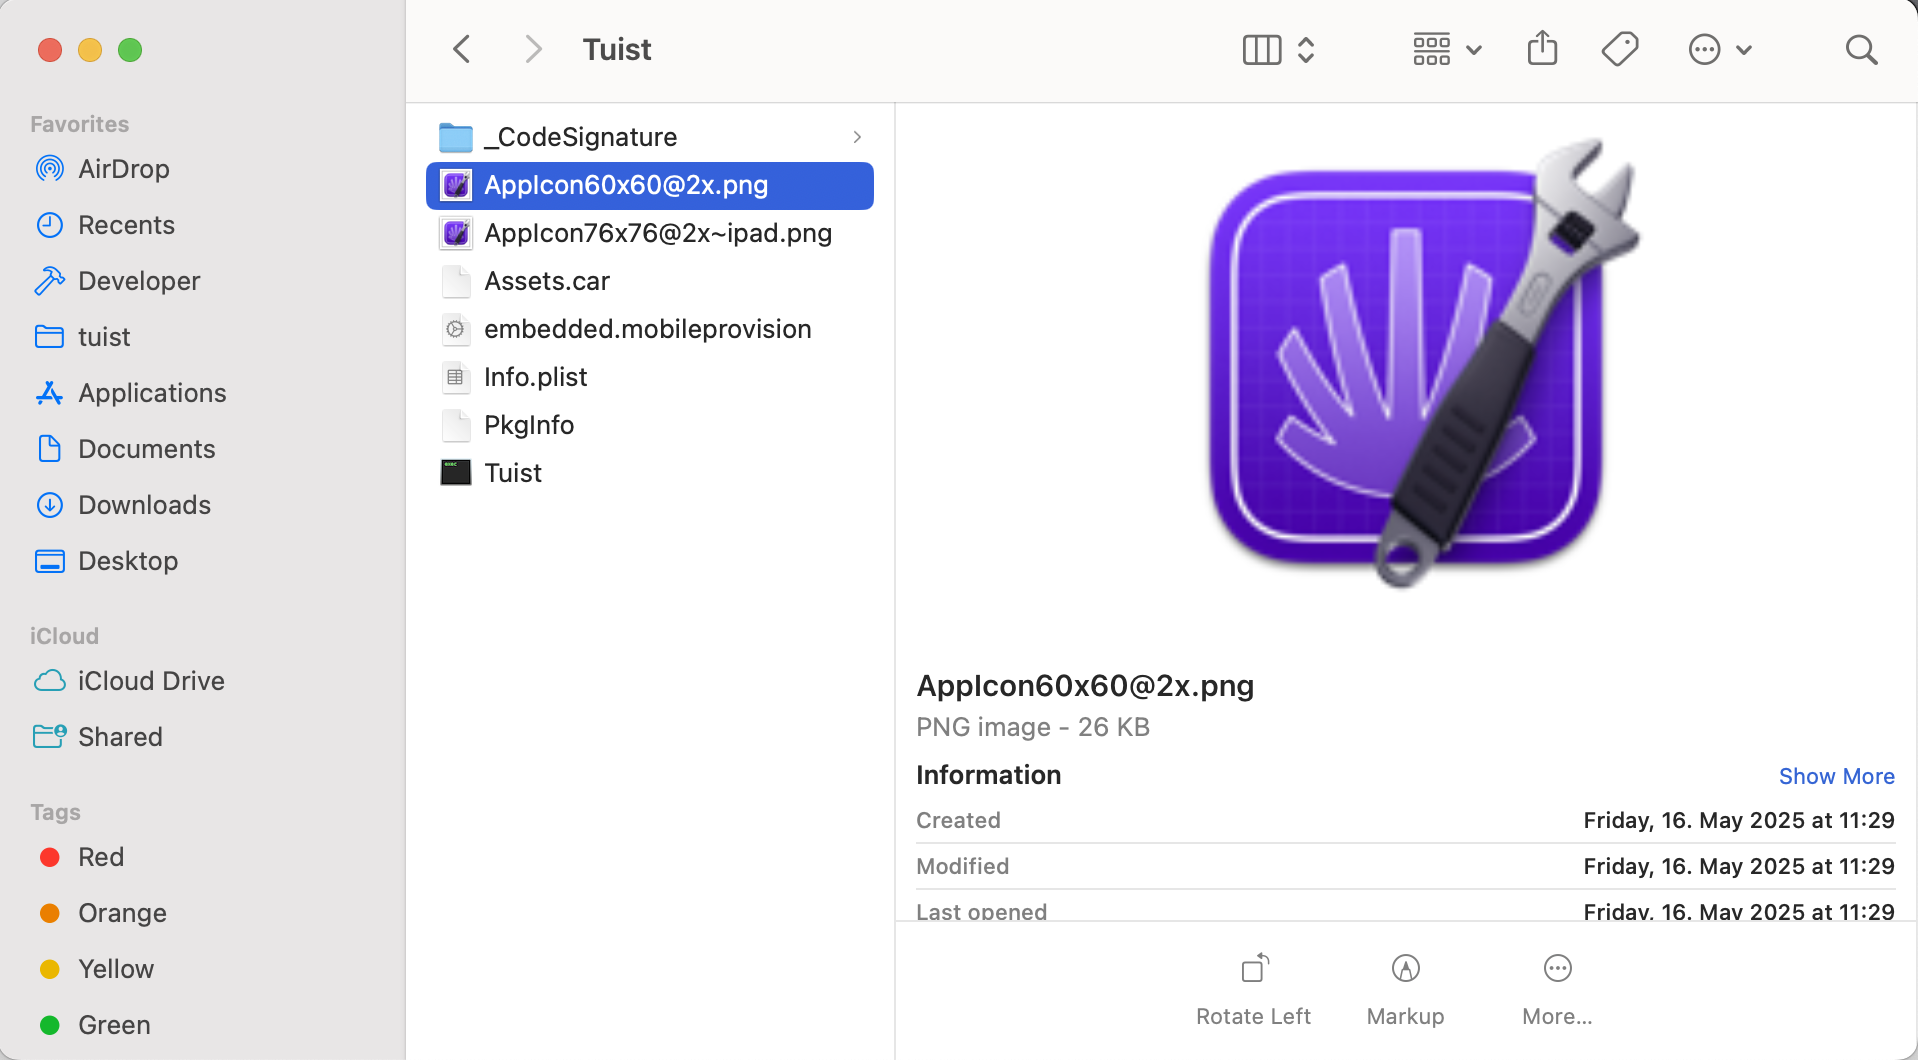 Tuist
Favorites
AirDrop
Recents
Developer
tuist
Applications
Documents
Downloads
Desktop
iCloud
iCloud Drive
Shared
Tags
Red
Orange
Yellow
Green
_CodeSignature
AppIcon60x60@2x.png
AppIcon76x76@2x~ipad.png
Assets.car
embedded.mobileprovision
Info.plist
PkgInfo
Tuist
AppIcon60x60@2x.png
PNG image - 26 KB
Information Show More
Created Friday, 16. May 2025 at 11:29
Modified Friday, 16. May 2025 at 11:29
Last opened Friday, 16. May 2025 at 11:29
Rotate Left Markup More...